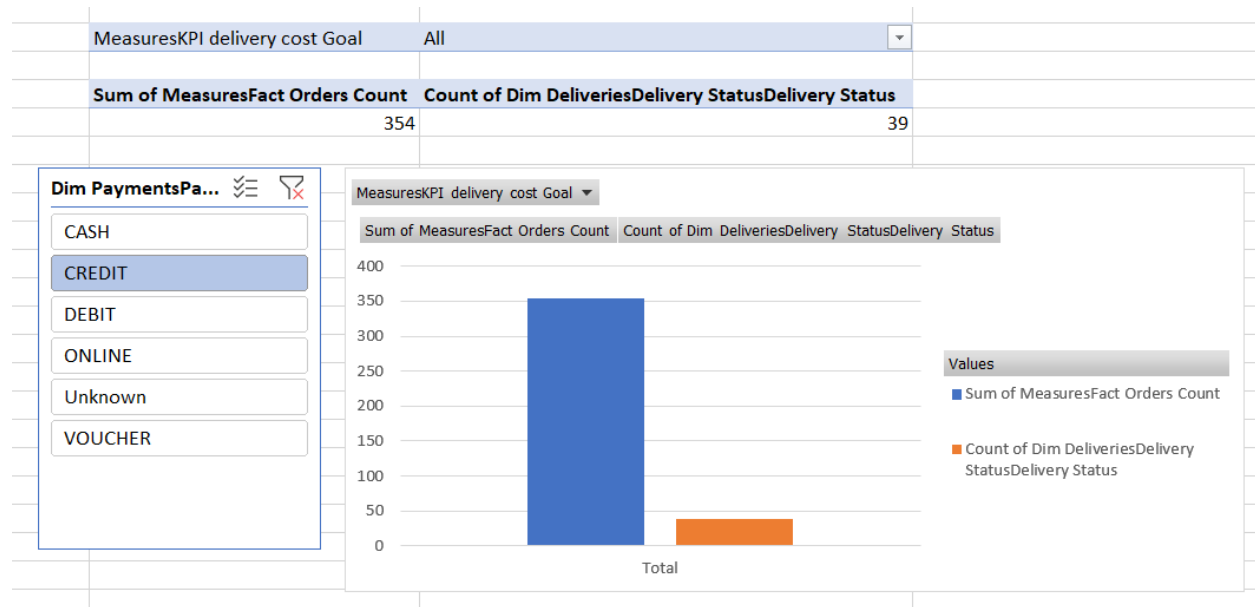 MeasuresKPI delivery cost Goal All
Sum of MeasuresFact Orders Count Count of Dim DeliveriesDelivery StatusDelivery Status
354 39
Dim PaymentsPa...
CASH
CREDIT
DEBIT
ONLINE
Unknown
VOUCHER
MeasuresKPI delivery cost Goal
Sum of MeasuresFact Orders Count Count of Dim DeliveriesDelivery StatusDelivery Status
400
350
300
250
200
150
100
50
0
Total
Values
Sum of MeasuresFact Orders Count
Count of Dim DeliveriesDelivery
StatusDelivery Status